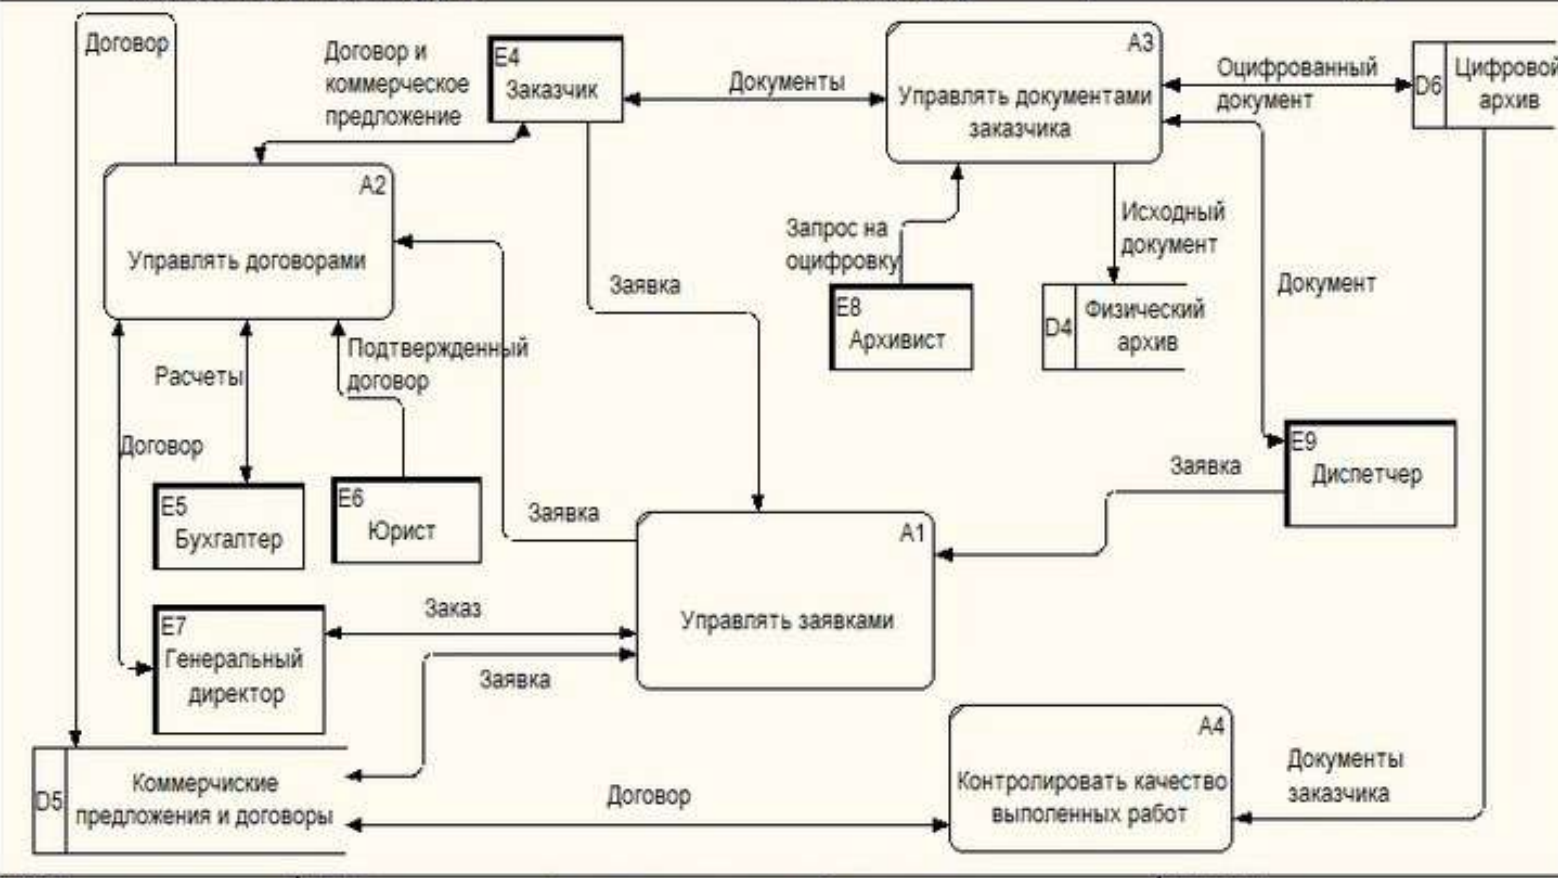 Договор
Договор и
коммерческое
предложение
E4
Заказчик
Документы
A3
Управлять документами
заказчика
Оцифрованный
документ
D6
Цифровой
архив
A2
Управлять договорами
Заявка
Запрос на
оцифровку
Исходный
документ
Документ
E8
Архивист
D4
Физический
архив
Расчеты
Подтвержденный
договор
Договор
E5
Бухгалтер
E6
Юрист
Заявка
Заявка
E9
Диспетчер
A1
Управлять заявками
E7
Генеральный
директор
Заказ
Заявка
D5
Коммерчиские
предложения и договоры
Договор
A4
Контролировать качество
выполенных работ
Документы
заказчика